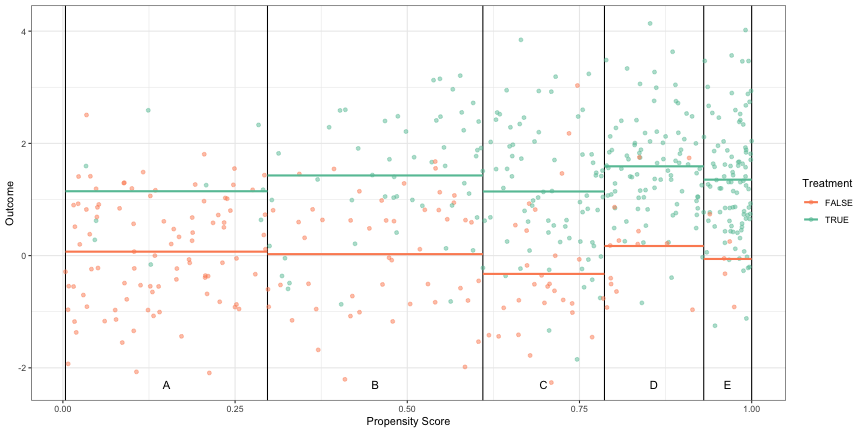 4
2
0
-2
Outcome
A
B
C
D
E
0.00
0.25
0.50
0.75
1.00
Propensity Score
Treatment
FALSE
TRUE